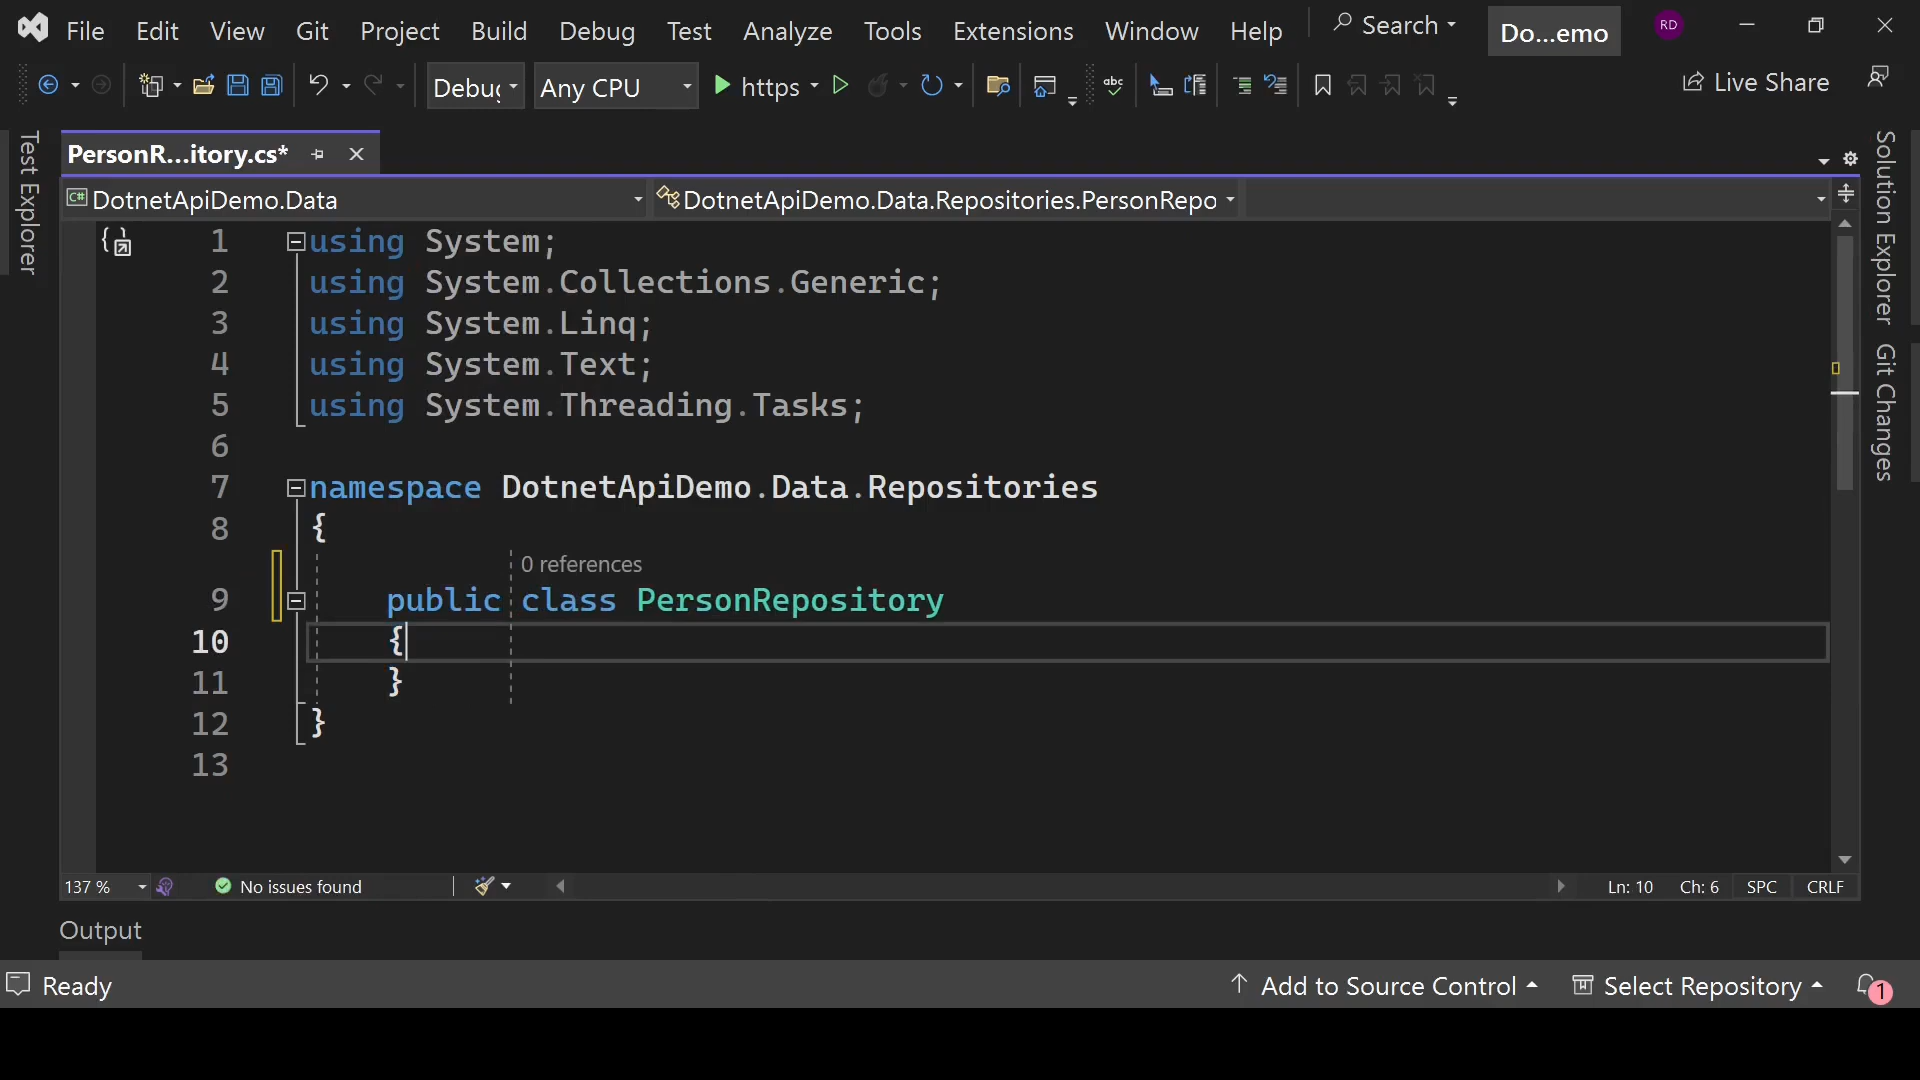 File Edit View Git Project Build Debug Test Analyze Tools Extensions Window Help Search Do...emo RD
Debug Any CPU https abc Live Share
Test Explorer
PersonR...itory.cs*
DotnetApiDemo.Data DotnetApiDemo.Data.Repositories.PersonRepo
1 using System;
2 using System.Collections.Generic;
3 using System.Linq;
4 using System.Text;
5 using System.Threading.Tasks;
6
7 namespace DotnetApiDemo.Data.Repositories
8 {
0 references
9 public class PersonRepository
10 {
11 }
12 }
13
Solution Explorer
Git Changes
137 % No issues found Ln: 10 Ch: 6 SPC CRLF
Output
Ready Add to Source Control Select Repository 1